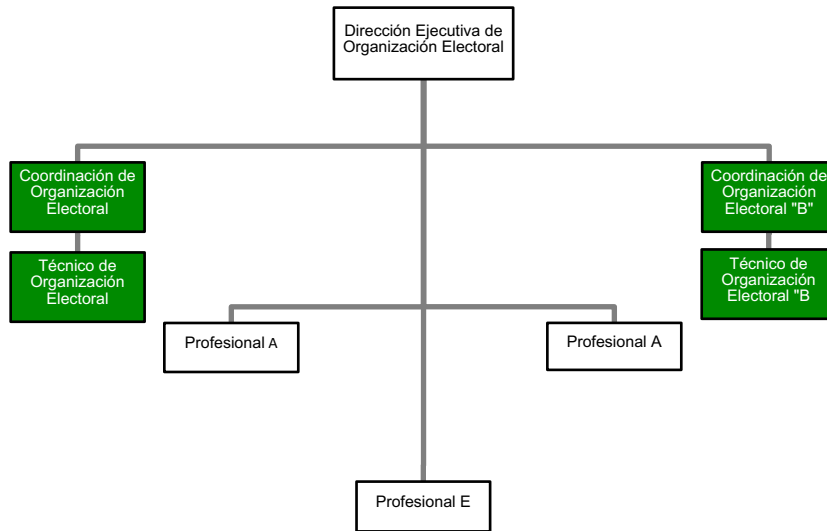 Dirección Ejecutiva de
Organización Electoral
Coordinación de
Organización
Electoral
Coordinación de
Organización
Electoral "B"
Técnico de
Organización
Electoral
Técnico de
Organización
Electoral "B
Profesional A
Profesional A
Profesional E